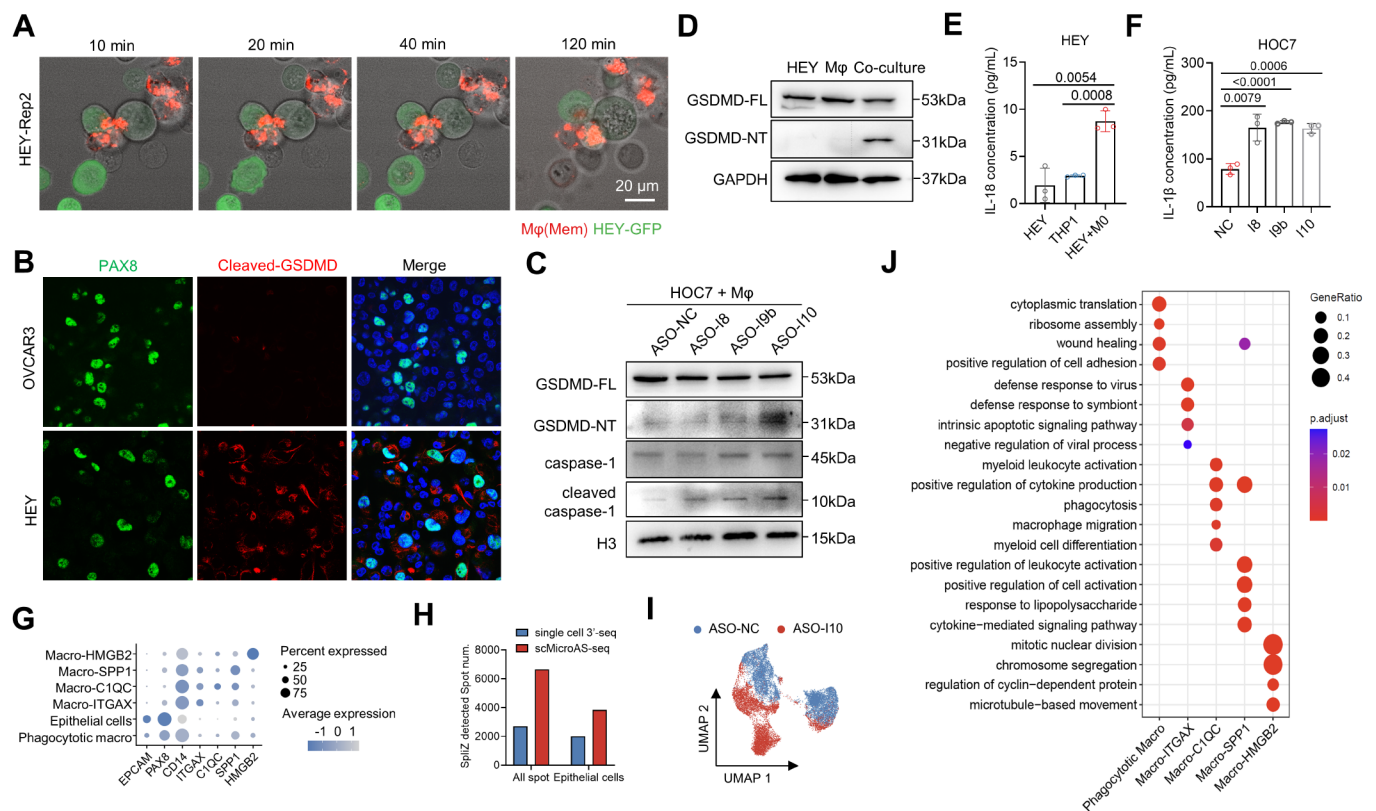 A
10 min
20 min
40 min
120 min
HEY-Rep2
20 µm
Mφ(Mem) HEY-GFP
B
PAX8
Cleaved-GSDMD
Merge
OVCAR3
HEY
C
HOC7 + Mφ
ASO-NC
ASO-I8
ASO-I9b
ASO-I10
GSDMD-FL
53kDa
GSDMD-NT
31kDa
caspase-1
45kDa
cleaved
caspase-1
10kDa
H3
15kDa
D
HEY Mφ Co-culture
GSDMD-FL
53kDa
GSDMD-NT
31kDa
GAPDH
37kDa
E
HEY
IL-18 concentration (pg/mL)
15
10
5
0
0.0054
0.0008
HEY
THP1
HEY+M0
F
HOC7
IL-1β concentration (pg/mL)
300
200
100
0
0.0006
<0.0001
0.0079
NC
I8
I9b
I10
G
Macro-HMGB2
Macro-SPP1
Macro-C1QC
Macro-ITGAX
Epithelial cells
Phagocytotic macro
EPCAM
PAX8
CD14
ITGAX
C1QC
SPP1
HMGB2
Percent expressed
25
50
75
Average expression
-1 0 1
H
single cell 3'-seq
scMicroAS-seq
SpliZ detected Spot num.
8000
6000
4000
2000
0
All spot
Epithelial cells
I
ASO-NC
ASO-I10
UMAP 2
UMAP 1
J
cytoplasmic translation
ribosome assembly
wound healing
positive regulation of cell adhesion
defense response to virus
defense response to symbiont
intrinsic apoptotic signaling pathway
negative regulation of viral process
myeloid leukocyte activation
positive regulation of cytokine production
phagocytosis
macrophage migration
myeloid cell differentiation
positive regulation of leukocyte activation
positive regulation of cell activation
response to lipopolysaccharide
cytokine−mediated signaling pathway
mitotic nuclear division
chromosome segregation
regulation of cyclin−dependent protein
microtubule−based movement
Phagocytotic Macro
Macro-ITGAX
Macro-C1QC
Macro-SPP1
Macro-HMGB2
GeneRatio
0.1
0.2
0.3
0.4
p.adjust
0.02
0.01